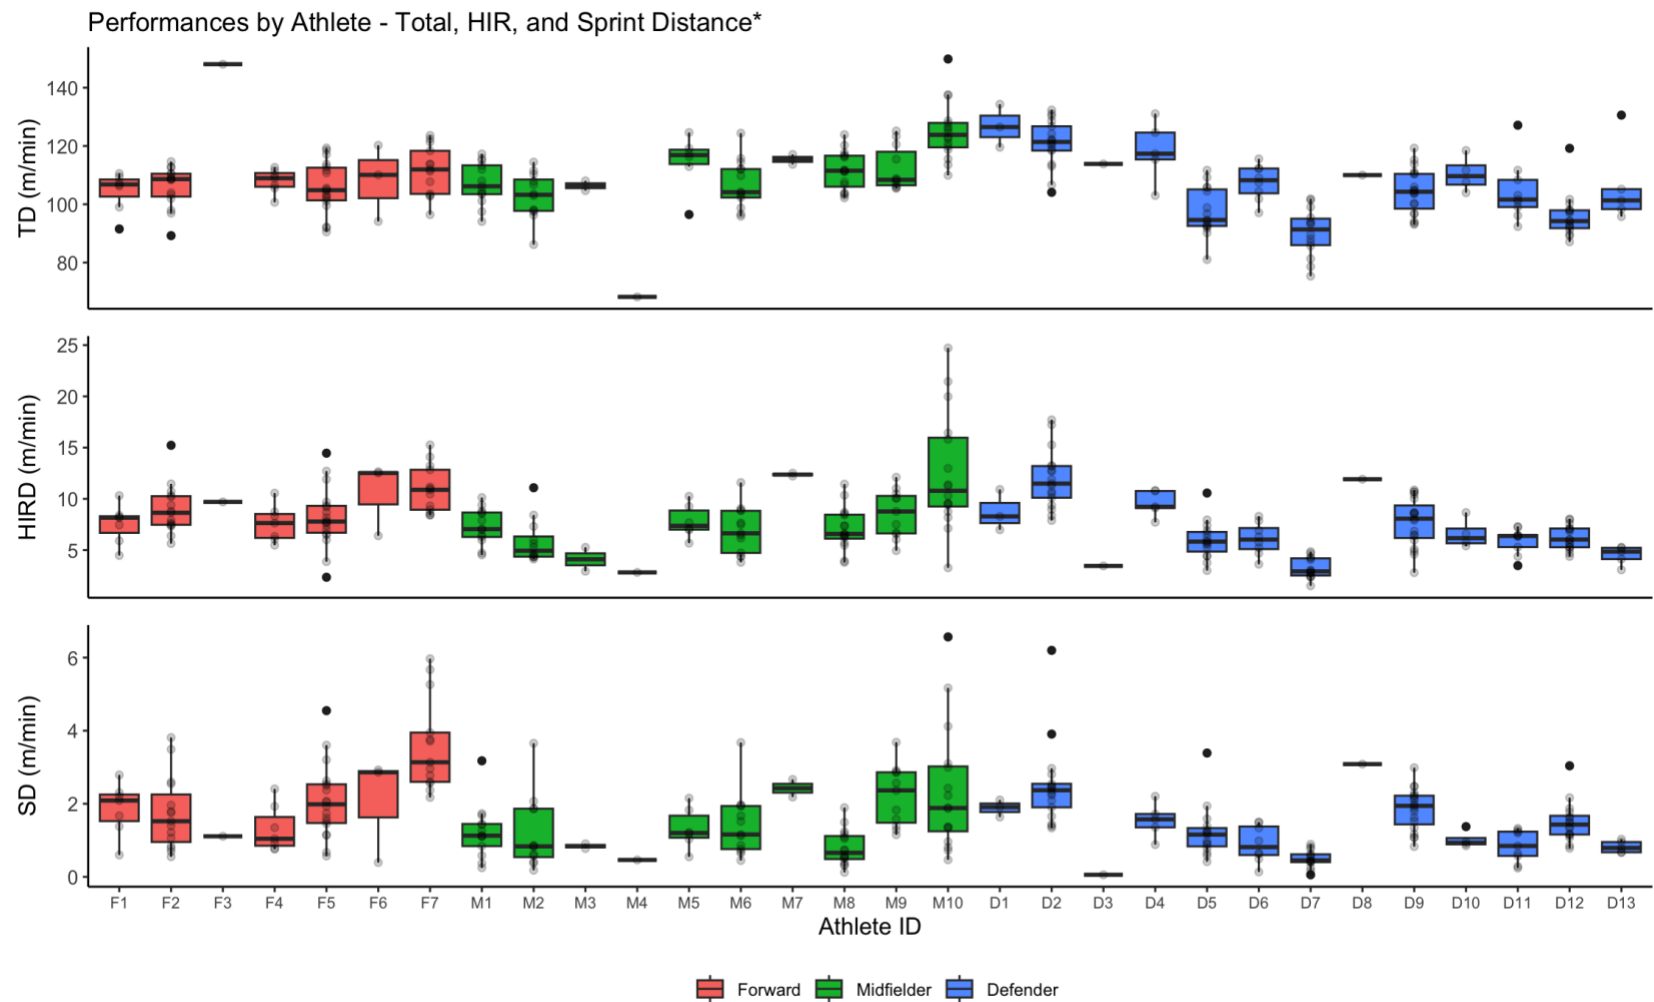 Performances by Athlete - Total, HIR, and Sprint Distance*
TD (m/min)
140
120
100
80
HIRD (m/min)
25
20
15
10
5
SD (m/min)
6
4
2
0
F1 F2 F3 F4 F5 F6 F7 M1 M2 M3 M4 M5 M6 M7 M8 M9 M10 D1 D2 D3 D4 D5 D6 D7 D8 D9 D10 D11 D12 D13
Athlete ID
Forward Midfielder Defender